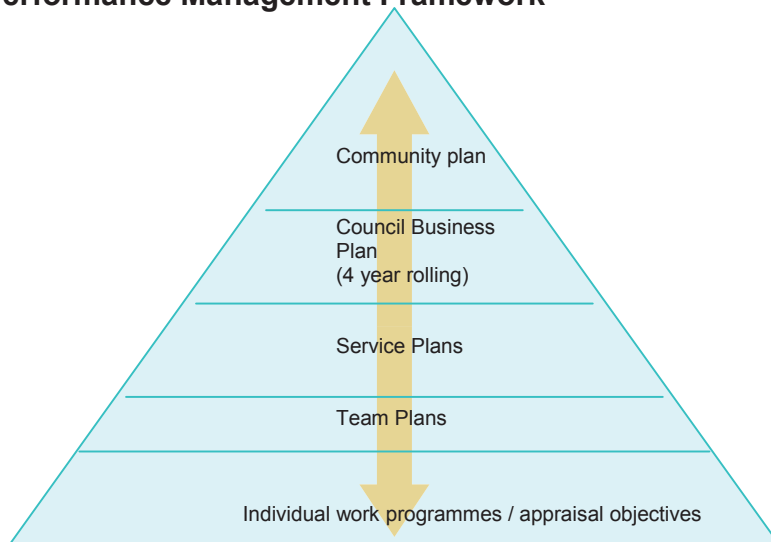 Performance Management Framework
Community plan
Council Business
Plan
(4 year rolling)
Service Plans
Team Plans
Individual work programmes / appraisal objectives